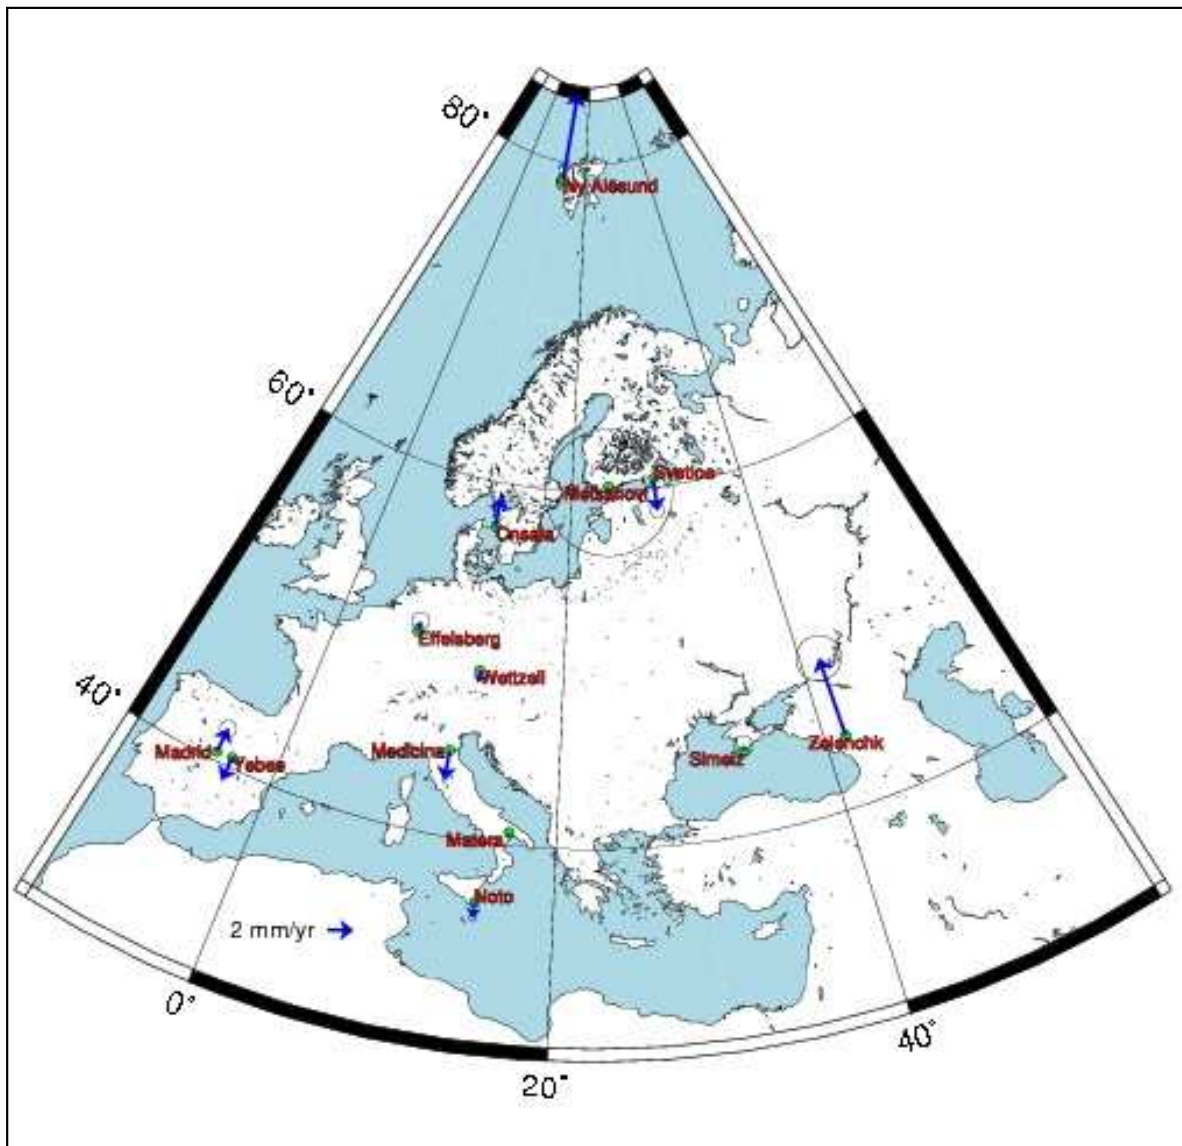 80°
Ny Alesund
60°
Svetloe
Metsahovi
Onsala
Effelsberg
Wettzell
40°
Madrid
Yebes
Medicina
Simeiz
Zelenchk
Matera
Noto
2 mm/yr
0°
40°
20°